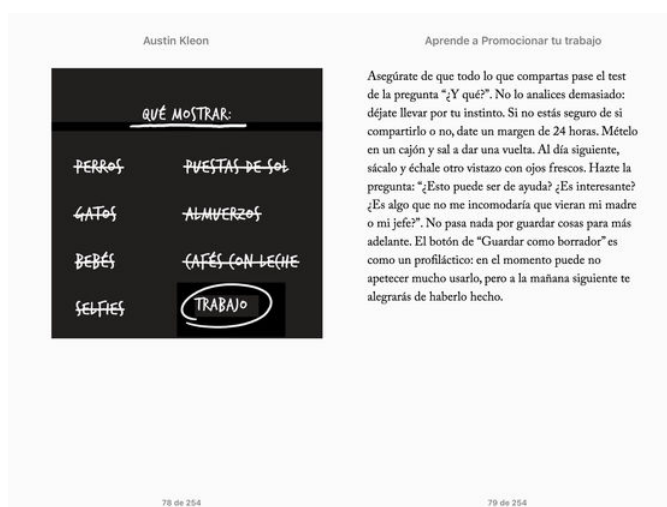 Austin Kleon
QUÉ MOSTRAR:
PERROS
PUESTAS DE SOL
GATOS
ALMUERZOS
BEBÉS
CAFÉS CON LECHE
SELFIES
TRABAJO
78 de 254
Aprende a Promocionar tu trabajo
Asegúrate de que todo lo que compartas pase el test
de la pregunta “¿Y qué?”. No lo analices demasiado:
déjate llevar por tu instinto. Si no estás seguro de si
compartirlo o no, date un margen de 24 horas. Mételo
en un cajón y sal a dar una vuelta. Al día siguiente,
sácalo y échale otro vistazo con ojos frescos. Hazte la
pregunta: “¿Esto puede ser de ayuda? ¿Es interesante?
¿Es algo que no me incomodaría que vieran mi madre
o mi jefe?”. No pasa nada por guardar cosas para más
adelante. El botón de “Guardar como borrador” es
como un profiláctico: en el momento puede no
apetecer mucho usarlo, pero a la mañana siguiente te
alegrarás de haberlo hecho.
79 de 254